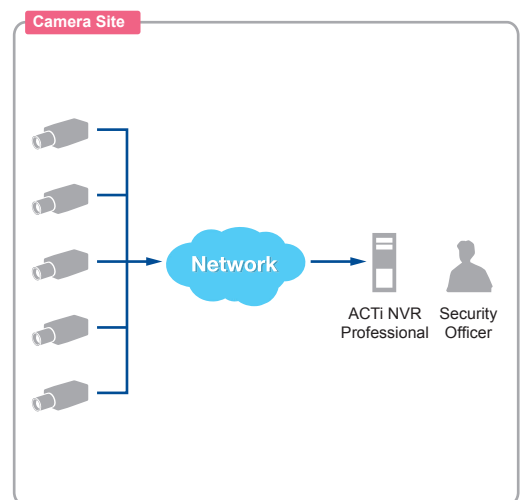 Camera Site
Network
ACTi NVR
Professional
Security
Officer